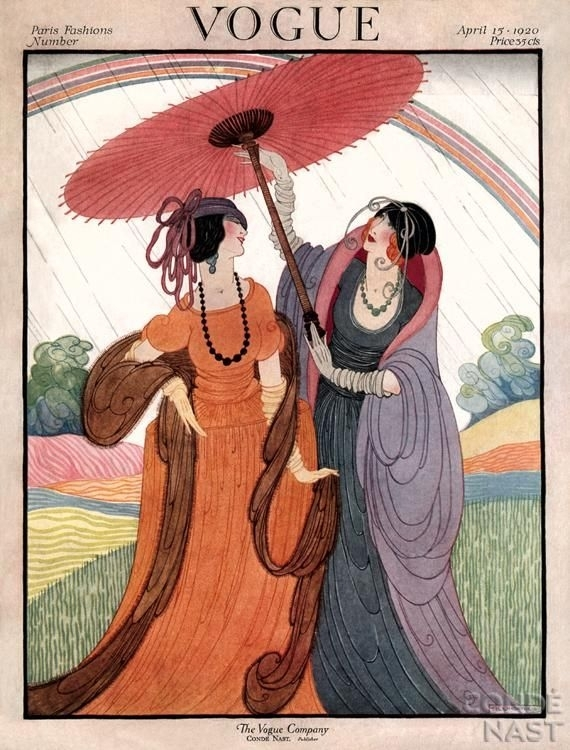 VOGUE
Paris Fashions
Number
April 15 · 1920
Price 35 cts
The Vogue Company
CONDÉ NAST, Publisher
CONDÉ
NAST